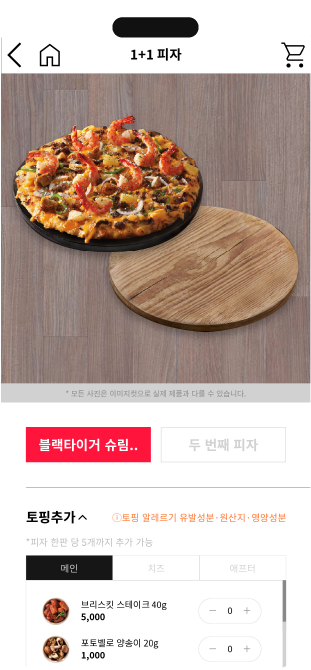 1+1 피자
* 모든 사진은 이미지컷으로 실제 제품과 다를 수 있습니다.
블랙타이거 슈림..
두 번째 피자
토핑추가
ⓘ토핑 알레르기 유발성분·원산지·영양성분
*피자 한판 당 5개까지 추가 가능
메인
치즈
애프터
브리스킷 스테이크 40g
5,000
− 0 +
포토벨로 양송이 20g
1,000
− 0 +